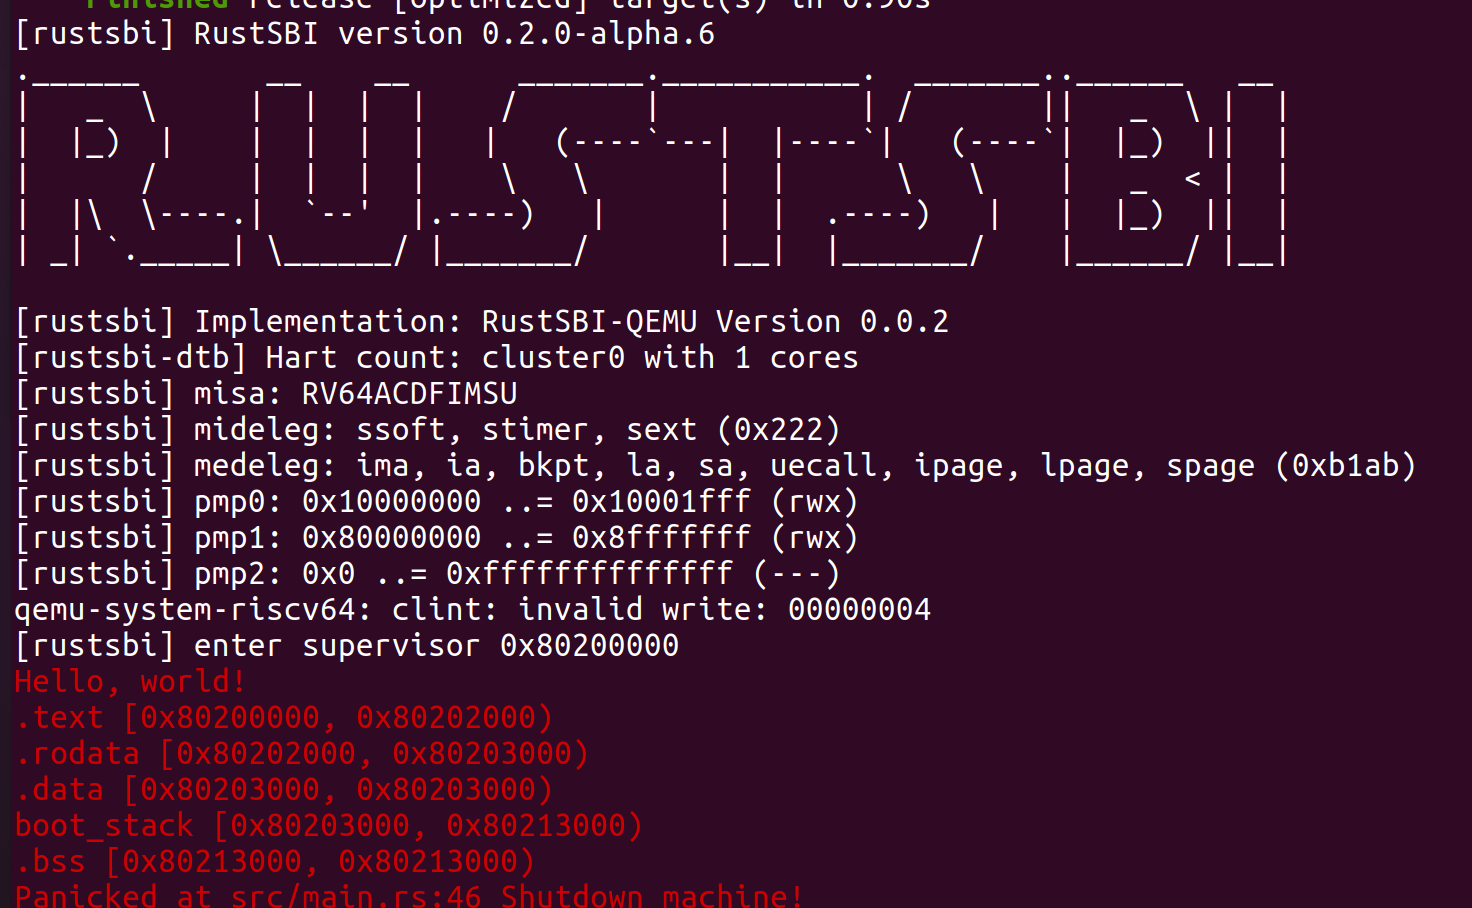 Finished release [optimized] target(s) in 0.90s
[rustsbi] RustSBI version 0.2.0-alpha.6
.______       __    __      _______.___________.  _______..______   __
|   _  \     |  |  |  |    /       |           | /       ||   _  \ |  |
|  |_)  |    |  |  |  |   |   (----`---|  |----`|   (----`|  |_)  ||  |
|      /     |  |  |  |    \   \       |  |      \   \     |   _  < |  |
|  |\  \----.|  `--'  |.----)   |      |  |  .----)   |    |  |_)  ||  |
| _| `._____| \______/ |_______/       |__|  |_______/     |______/ |__|
[rustsbi] Implementation: RustSBI-QEMU Version 0.0.2
[rustsbi-dtb] Hart count: cluster0 with 1 cores
[rustsbi] misa: RV64ACDFIMSU
[rustsbi] mideleg: ssoft, stimer, sext (0x222)
[rustsbi] medeleg: ima, ia, bkpt, la, sa, uecall, ipage, lpage, spage (0xb1ab)
[rustsbi] pmp0: 0x10000000 ..= 0x10001fff (rwx)
[rustsbi] pmp1: 0x80000000 ..= 0x8fffffff (rwx)
[rustsbi] pmp2: 0x0 ..= 0xffffffffffffff (---)
qemu-system-riscv64: clint: invalid write: 00000004
[rustsbi] enter supervisor 0x80200000
Hello, world!
.text [0x80200000, 0x80202000)
.rodata [0x80202000, 0x80203000)
.data [0x80203000, 0x80203000)
boot_stack [0x80203000, 0x80213000)
.bss [0x80213000, 0x80213000)
Panicked at src/main.rs:46 Shutdown machine!